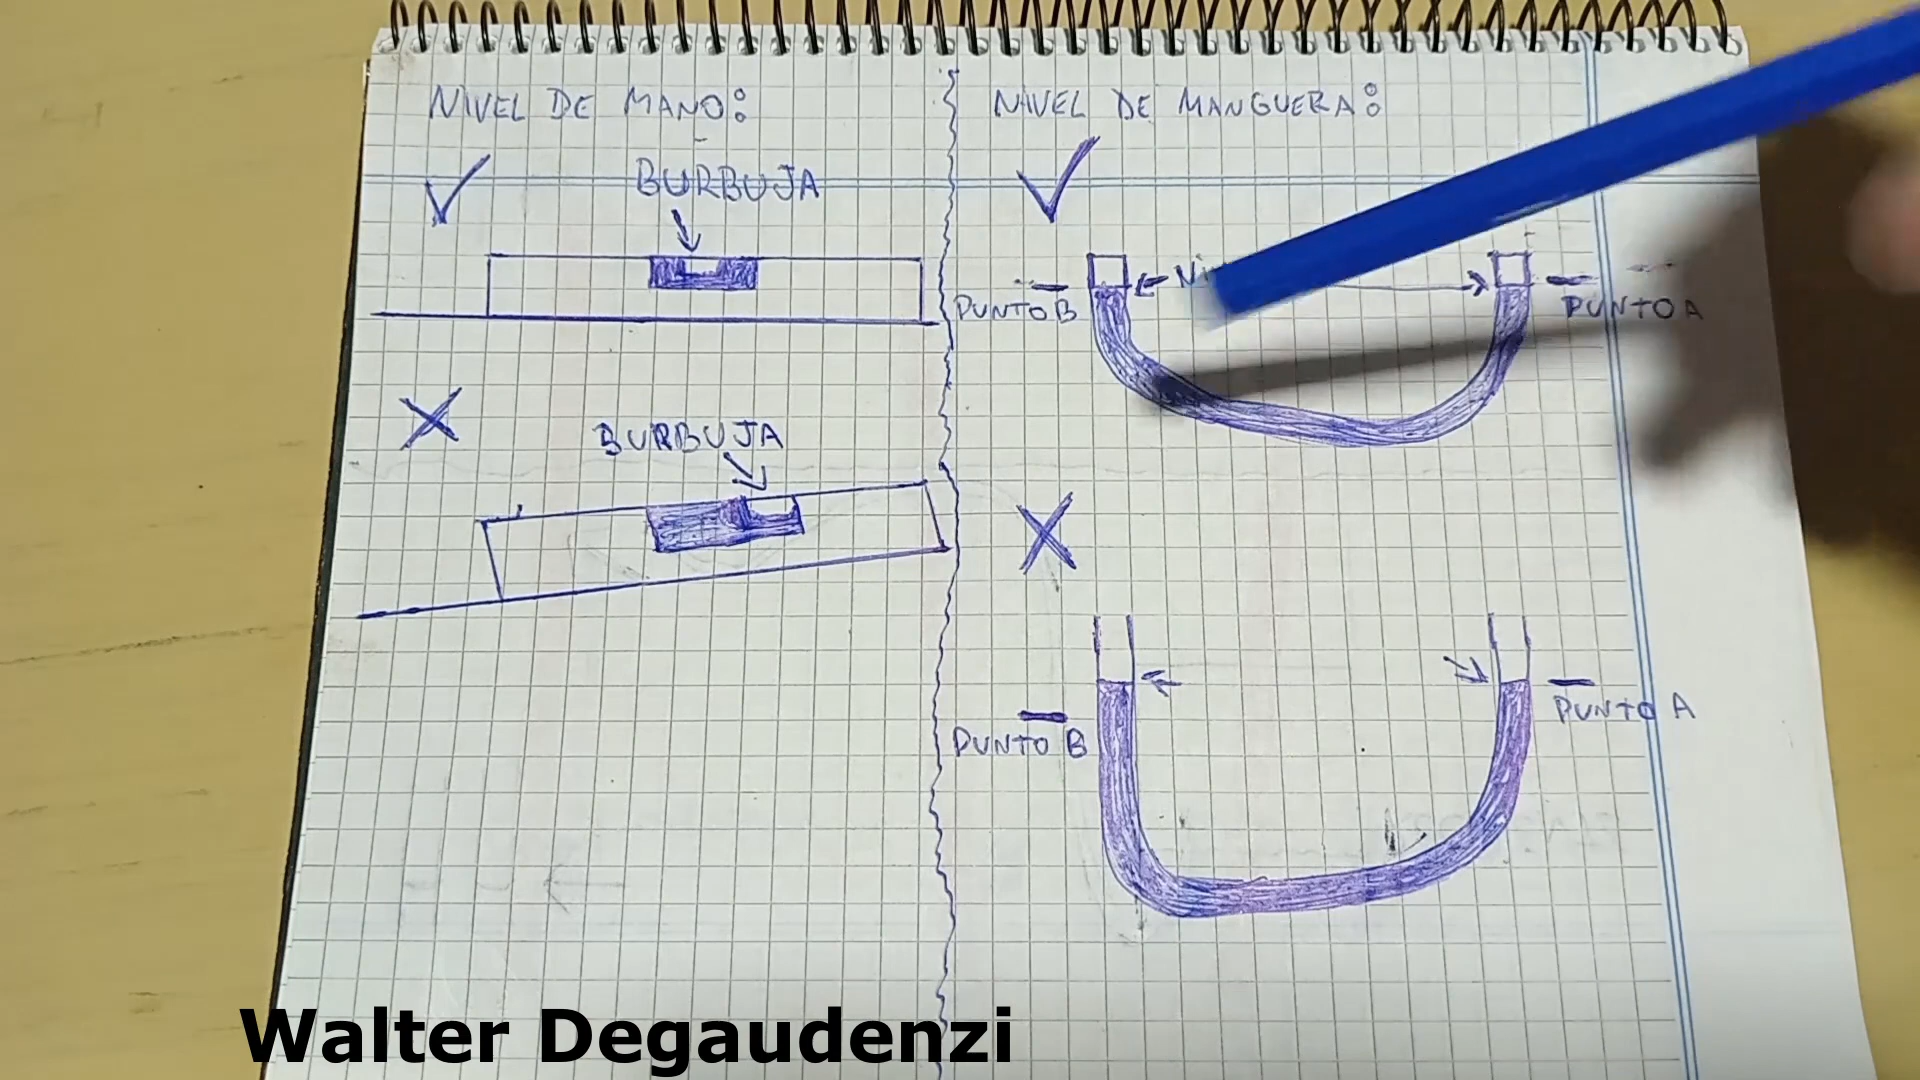 NIVEL DE MANO:
BURBUJA
BURBUJA
NIVEL DE MANGUERA:
PUNTO B
PUNTO A
PUNTO B
PUNTO A
Walter Degaudenzi